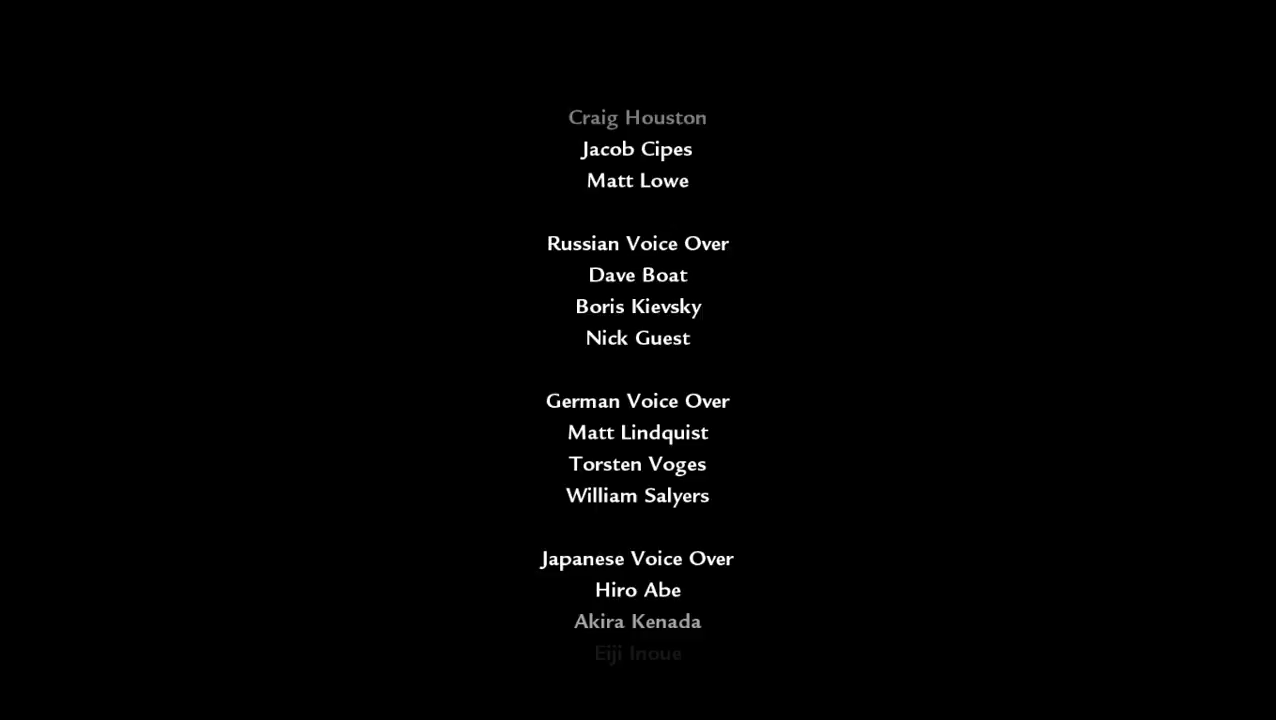 Craig Houston
Jacob Cipes
Matt Lowe
Russian Voice Over
Dave Boat
Boris Kievsky
Nick Guest
German Voice Over
Matt Lindquist
Torsten Voges
William Salyers
Japanese Voice Over
Hiro Abe
Akira Kenada
Eiji Inoue